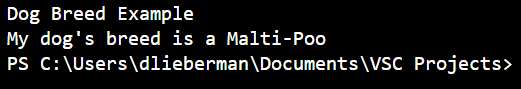 Dog Breed Example
My dog's breed is a Malti-Poo
PS C:\Users\dlieberman\Documents\VSC Projects>